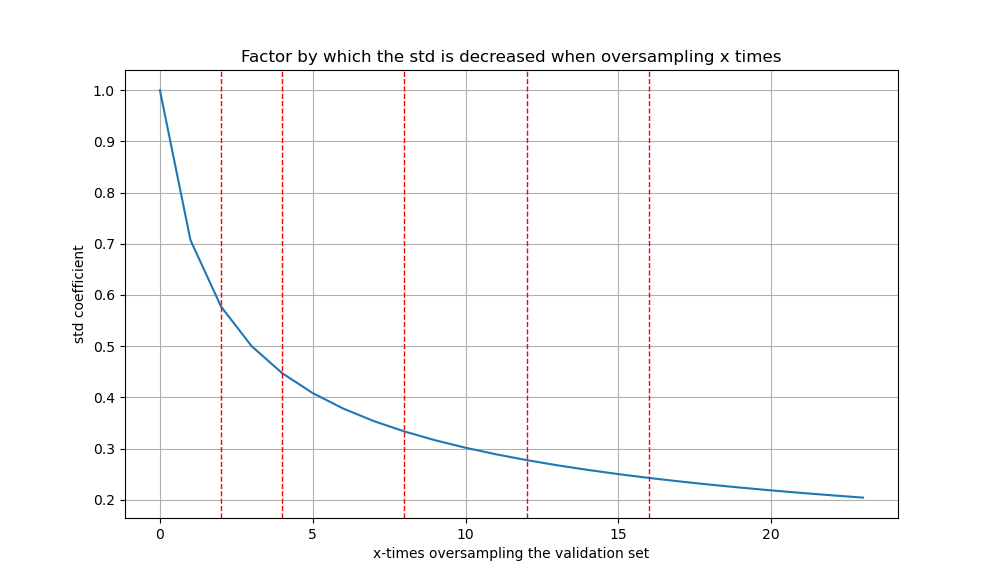 Factor by which the std is decreased when oversampling x times
std coefficient
1.0
0.9
0.8
0.7
0.6
0.5
0.4
0.3
0.2
0 5 10 15 20
x-times oversampling the validation set